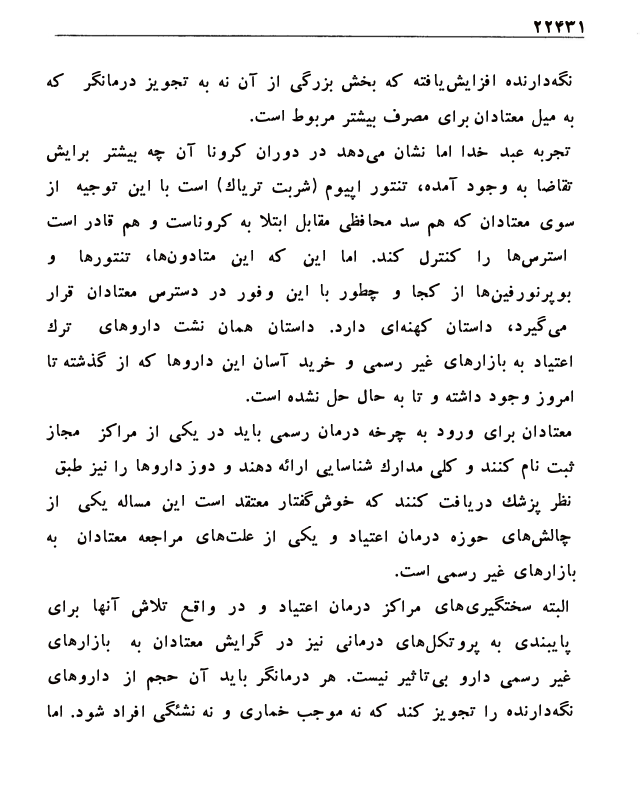 ۲۲۴۳۱
نگه‌دارنده افزایش‌یافته که بخش بزرگی از آن نه به تجویز درمانگر که
به میل معتادان برای مصرف بیشتر مربوط است.
تجربه عبد خدا اما نشان می‌دهد در دوران کرونا آن چه بیشتر برایش
تقاضا به وجود آمده، تنتور اپیوم (شربت تریاك) است با این توجیه از
سوی معتادان که هم سد محافظی مقابل ابتلا به کروناست و هم قادر است
استرس‌ها را کنترل کند. اما این که این متادون‌ها، تنتورها و
بوپرنورفین‌ها از کجا و چطور با این وفور در دسترس معتادان قرار
می‌گیرد، داستان کهنه‌ای دارد. داستان همان نشت داروهای ترك
اعتیاد به بازارهای غیر رسمی و خرید آسان این داروها که از گذشته تا
امروز وجود داشته و تا به حال حل نشده است.
معتادان برای ورود به چرخه درمان رسمی باید در یکی از مراکز مجاز
ثبت نام کنند و کلی مدارك شناسایی ارائه دهند و دوز داروها را نیز طبق
نظر پزشك دریافت کنند که خوش‌گفتار معتقد است این مساله یکی از
چالش‌های حوزه درمان اعتیاد و یکی از علت‌های مراجعه معتادان به
بازارهای غیر رسمی است.
البته سختگیری‌های مراکز درمان اعتیاد و در واقع تلاش آنها برای
پایبندی به پروتکل‌های درمانی نیز در گرایش معتادان به بازارهای
غیر رسمی دارو بی‌تاثیر نیست. هر درمانگر باید آن حجم از داروهای
نگه‌دارنده را تجویز کند که نه موجب خماری و نه نشئگی افراد شود. اما